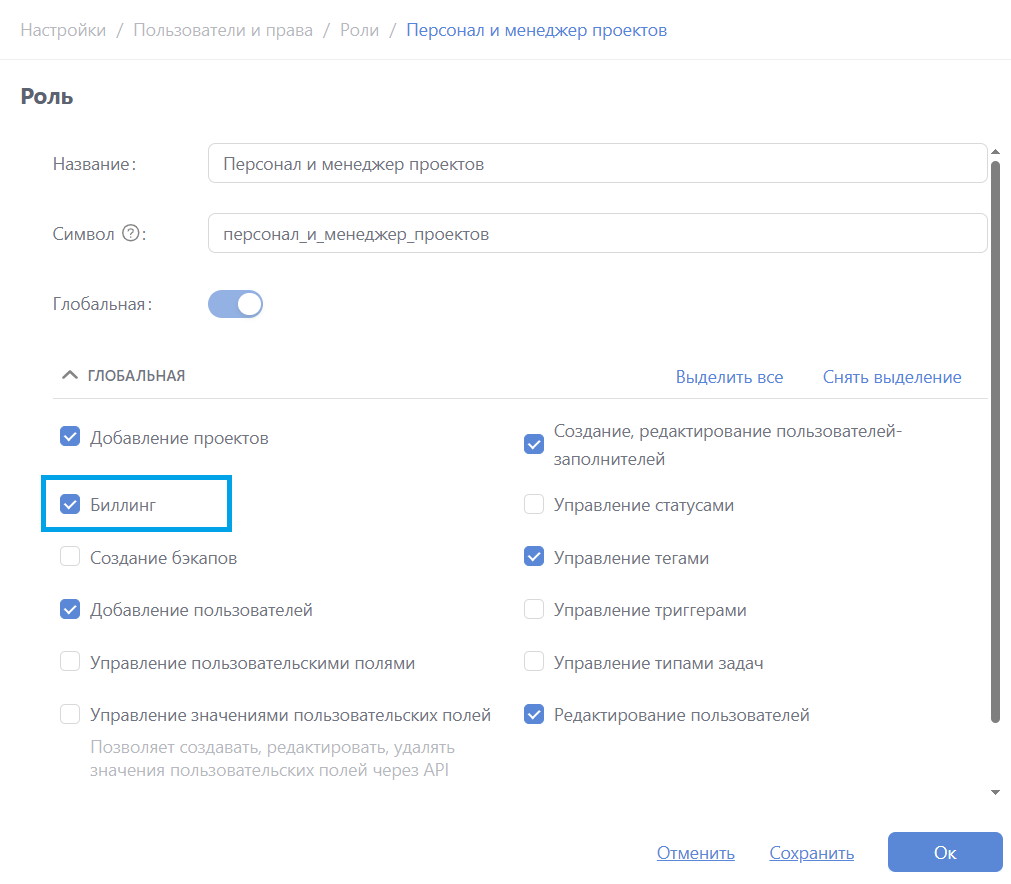 Настройки / Пользователи и права / Роли / Персонал и менеджер проектов
Роль
Название: Персонал и менеджер проектов
Символ ?: персонал_и_менеджер_проектов
Глобальная:
ГЛОБАЛЬНАЯ Выделить все Снять выделение
Добавление проектов
Создание, редактирование пользователей-
заполнителей
Биллинг
Управление статусами
Создание бэкапов
Управление тегами
Добавление пользователей
Управление триггерами
Управление пользовательскими полями
Управление типами задач
Управление значениями пользовательских полей
Редактирование пользователей
Позволяет создавать, редактировать, удалять
значения пользовательских полей через API
Отменить Сохранить Ок